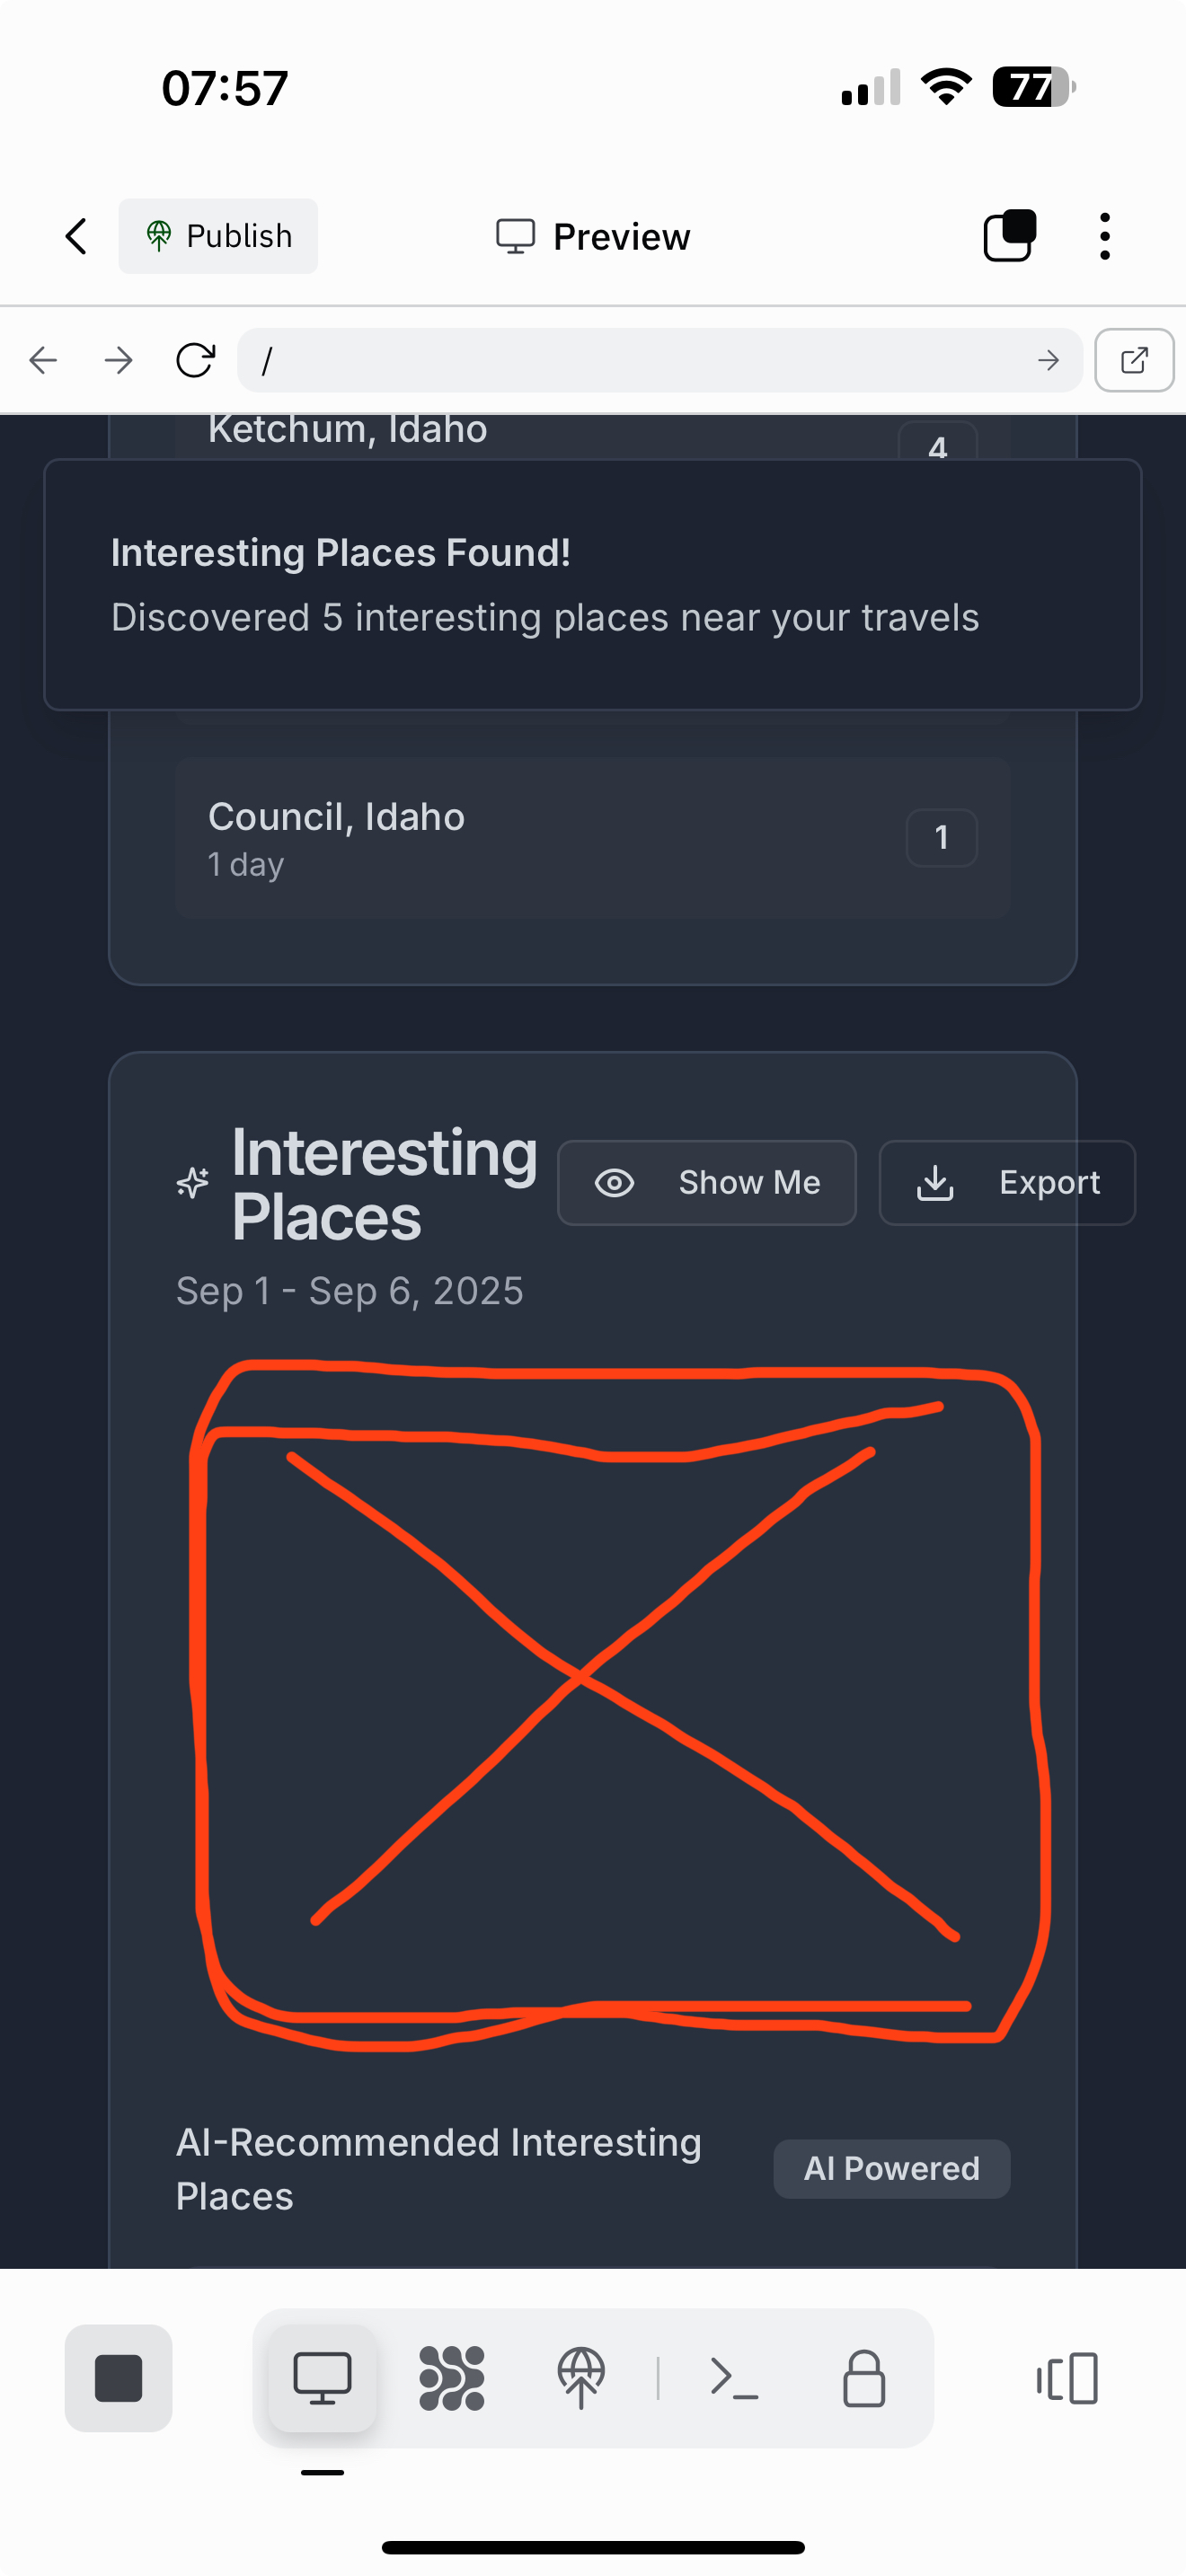 07:57
77
Publish
Preview
/
Ketchum, Idaho
4
Interesting Places Found!
Discovered 5 interesting places near your travels
Council, Idaho
1
1 day
Interesting
Places
Show Me
Export
Sep 1 - Sep 6, 2025
AI-Recommended Interesting
Places
AI Powered